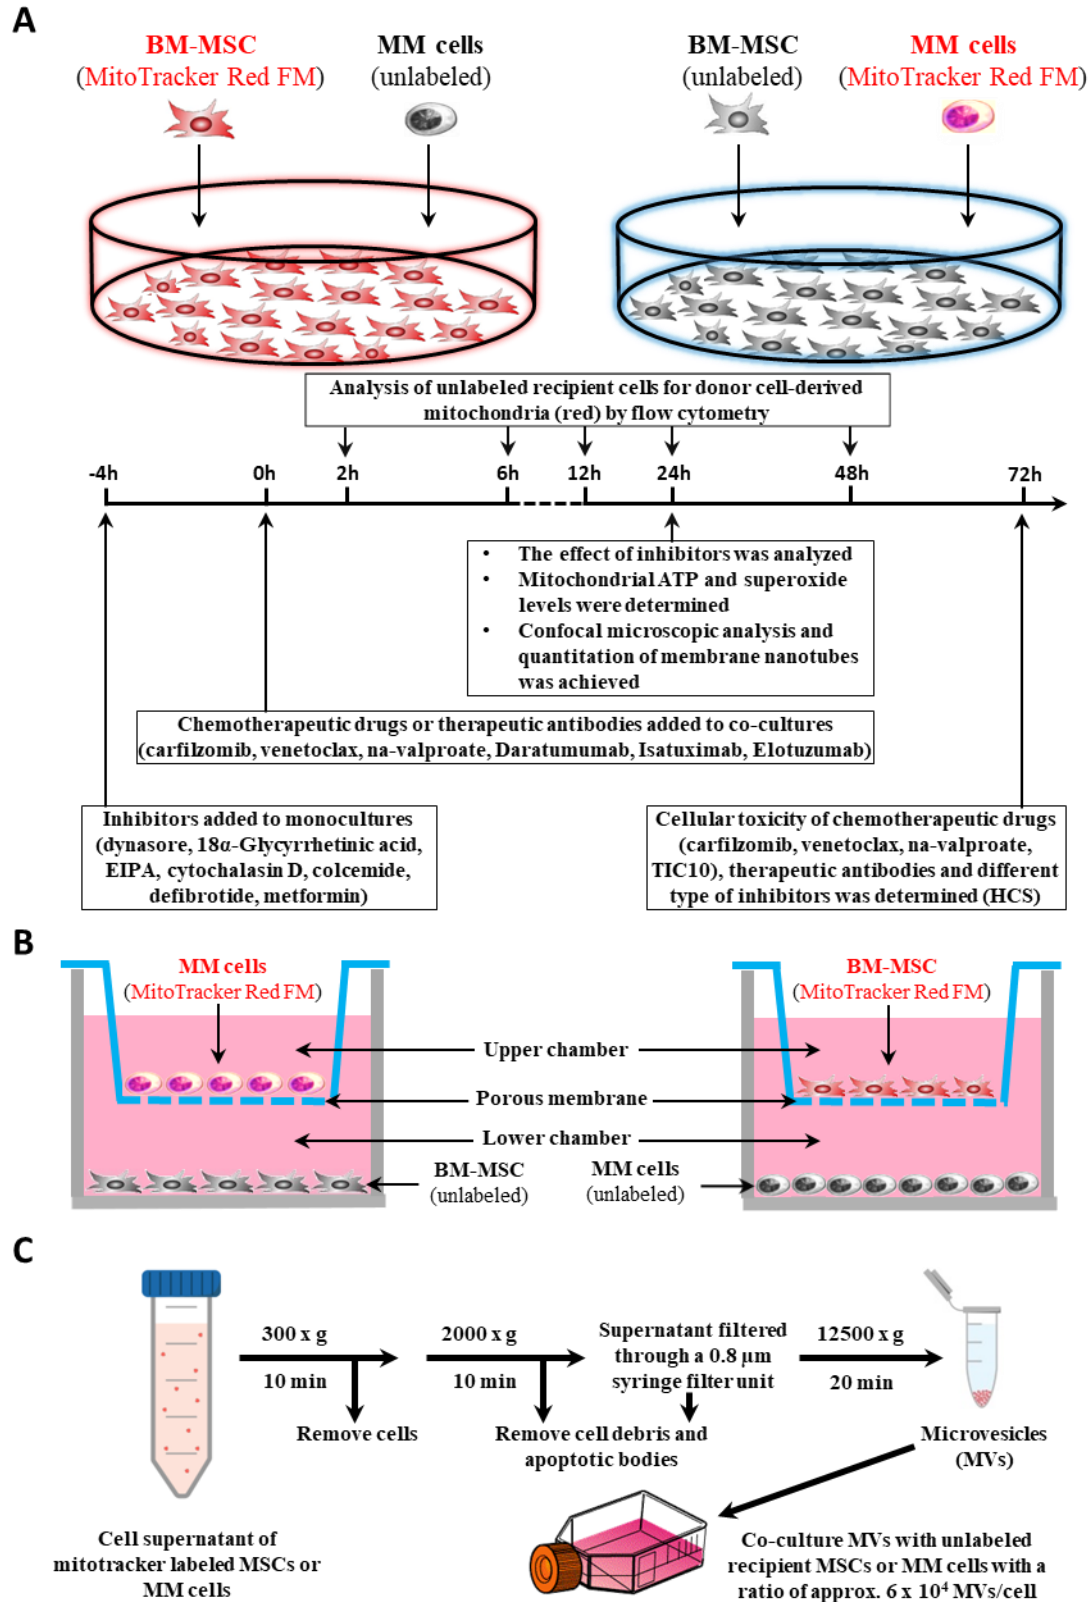 A
BM-MSC
(MitoTracker Red FM)
MM cells
(unlabeled)
BM-MSC
(unlabeled)
MM cells
(MitoTracker Red FM)
Analysis of unlabeled recipient cells for donor cell-derived
mitochondria (red) by flow cytometry
-4h 0h 2h 6h 12h 24h 48h 72h
• The effect of inhibitors was analyzed
• Mitochondrial ATP and superoxide
levels were determined
• Confocal microscopic analysis and
quantitation of membrane nanotubes
was achieved
Chemotherapeutic drugs or therapeutic antibodies added to co-cultures
(carfilzomib, venetoclax, na-valproate, Daratumumab, Isatuximab, Elotuzumab)
Inhibitors added to monocultures
(dynasore, 18α-Glycyrrhetinic acid,
EIPA, cytochalasin D, colcemide,
defibrotide, metformin)
Cellular toxicity of chemotherapeutic drugs
(carfilzomib, venetoclax, na-valproate,
TIC10), therapeutic antibodies and different
type of inhibitors was determined (HCS)
B
MM cells
(MitoTracker Red FM)
BM-MSC
(MitoTracker Red FM)
Upper chamber
Porous membrane
Lower chamber
BM-MSC
(unlabeled)
MM cells
(unlabeled)
C
300 x g
10 min
Remove cells
2000 x g
10 min
Supernatant filtered
through a 0.8 µm
syringe filter unit
Remove cell debris and
apoptotic bodies
12500 x g
20 min
Microvesicles
(MVs)
Cell supernatant of
mitotracker labeled MSCs or
MM cells
Co-culture MVs with unlabeled
recipient MSCs or MM cells with a
ratio of approx. 6 x 10⁴ MVs/cell